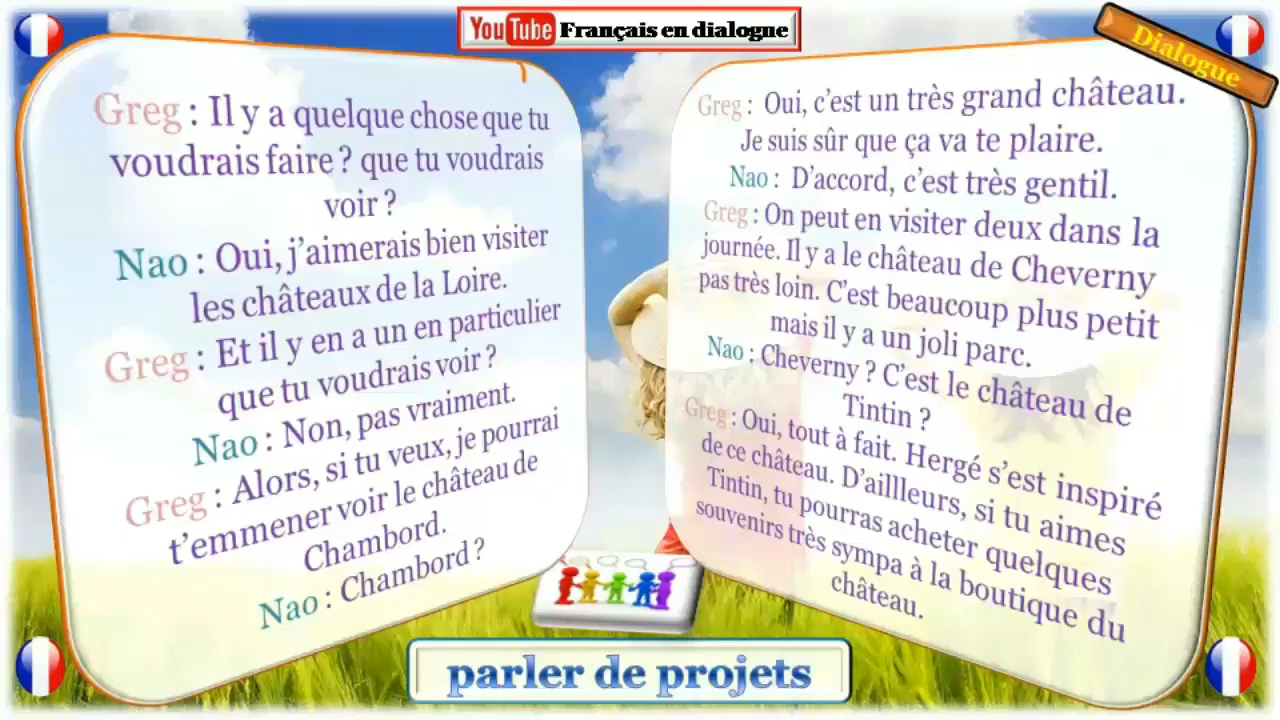 YouTube Français en dialogue
Dialogue
Greg : Il y a quelque chose que tu
voudrais faire ? que tu voudrais
voir ?
Nao : Oui, j’aimerais bien visiter
les châteaux de la Loire.
Greg : Et il y en a un en particulier
que tu voudrais voir ?
Nao : Non, pas vraiment.
Greg : Alors, si tu veux, je pourrai
t’emmener voir le château de
Chambord.
Nao : Chambord ?
Greg : Oui, c’est un très grand château.
Je suis sûr que ça va te plaire.
Nao : D’accord, c’est très gentil.
Greg : On peut en visiter deux dans la
journée. Il y a le château de Cheverny
pas très loin. C’est beaucoup plus petit
mais il y a un joli parc.
Nao : Cheverny ? C’est le château de
Tintin ?
Greg : Oui, tout à fait. Hergé s’est inspiré
de ce château. D’aillleurs, si tu aimes
Tintin, tu pourras acheter quelques
souvenirs très sympa à la boutique du
château.
parler de projets